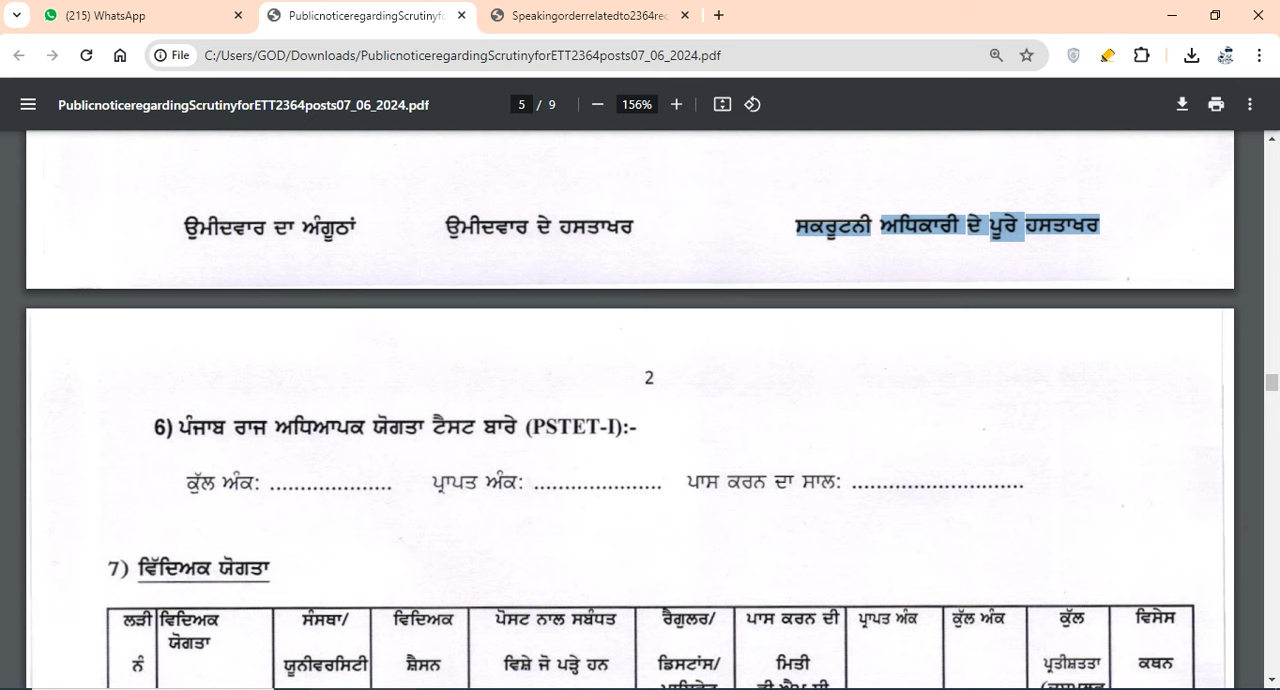 (215) WhatsApp
PublicnoticeregardingScrutinyfo
Speakingorderrelatedto2364rec
File C:/Users/GOD/Downloads/PublicnoticeregardingScrutinyforETT2364posts07_06_2024.pdf
PublicnoticeregardingScrutinyforETT2364posts07_06_2024.pdf 5 / 9 156%
ਉਮੀਦਵਾਰ ਦਾ ਅੰਗੂਠਾਂ ਉਮੀਦਵਾਰ ਦੇ ਹਸਤਾਖਰ ਸਕਰੂਟਨੀ ਅਧਿਕਾਰੀ ਦੇ ਪੂਰੇ ਹਸਤਾਖਰ
2
6) ਪੰਜਾਬ ਰਾਜ ਅਧਿਆਪਕ ਯੋਗਤਾ ਟੈਸਟ ਬਾਰੇ (PSTET-I):-
ਕੁੱਲ ਅੰਕ: .................... ਪ੍ਰਾਪਤ ਅੰਕ: ..................... ਪਾਸ ਕਰਨ ਦਾ ਸਾਲ: ............................
7) ਵਿੱਦਿਅਕ ਯੋਗਤਾ
ਲੜੀ ਵਿਦਿਅਕ ਸੰਸਥਾ/ ਵਿਦਿਅਕ ਪੋਸਟ ਨਾਲ ਸਬੰਧਤ ਰੈਗੂਲਰ/ ਪਾਸ ਕਰਨ ਦੀ ਪ੍ਰਾਪਤ ਅੰਕ ਕੁੱਲ ਅੰਕ ਕੁੱਲ ਵਿਸੇਸ
ਯੋਗਤਾ
ਨੰ ਯੂਨੀਵਰਸਿਟੀ ਸ਼ੈਸਨ ਵਿਸ਼ੇ ਜੋ ਪੜ੍ਹੇ ਹਨ ਡਿਸਟਾਂਸ/ ਮਿਤੀ ਪ੍ਰਤੀਸ਼ਤਤਾ ਕਥਨ